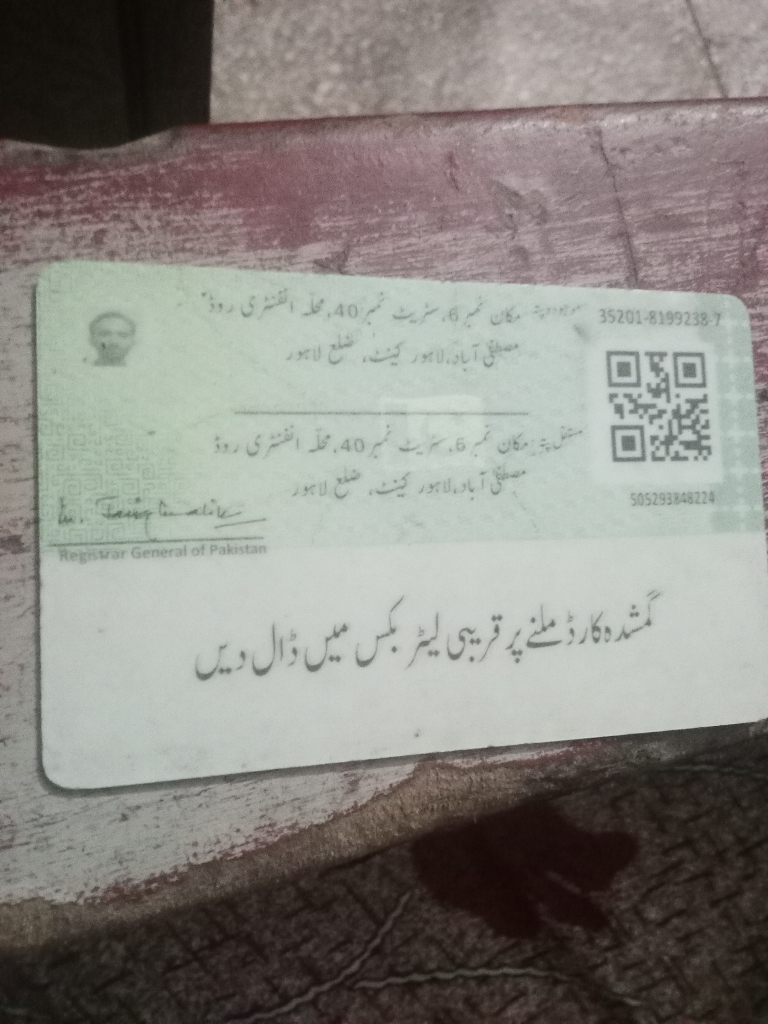 موجودہ پتہ: مکان نمبر 6، سٹریٹ نمبر 40، محلہ انفنٹری روڈ
مصطفیٰ آباد، لاہور کینٹ، ضلع لاہور
35201-8199238-7
مستقل پتہ: مکان نمبر 6، سٹریٹ نمبر 40، محلہ انفنٹری روڈ
مصطفیٰ آباد، لاہور کینٹ، ضلع لاہور
505293848224
Registrar General of Pakistan
گمشدہ کارڈ ملنے پر قریبی لیٹر بکس میں ڈال دیں